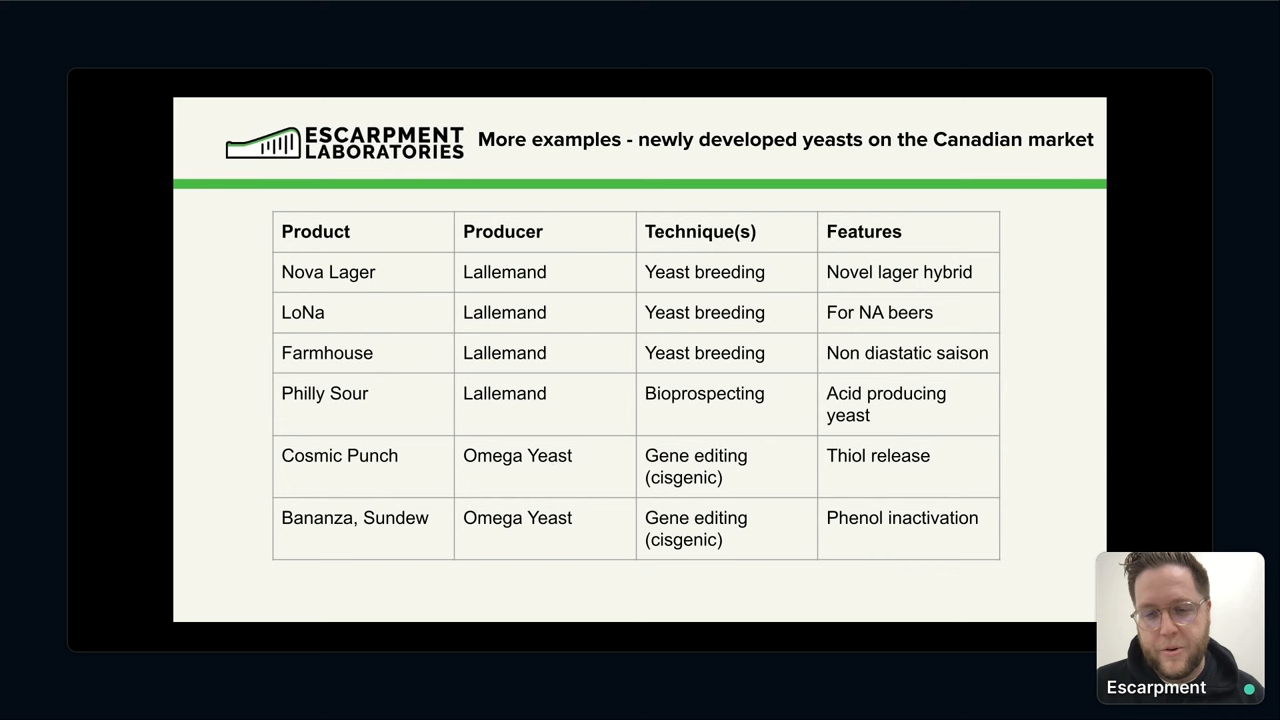 ESCARPMENT
LABORATORIES
More examples - newly developed yeasts on the Canadian market
Product Producer Technique(s) Features
Nova Lager Lallemand Yeast breeding Novel lager hybrid
LoNa Lallemand Yeast breeding For NA beers
Farmhouse Lallemand Yeast breeding Non diastatic saison
Philly Sour Lallemand Bioprospecting Acid producing
yeast
Cosmic Punch Omega Yeast Gene editing Thiol release
(cisgenic)
Bananza, Sundew Omega Yeast Gene editing Phenol inactivation
(cisgenic)
Escarpment